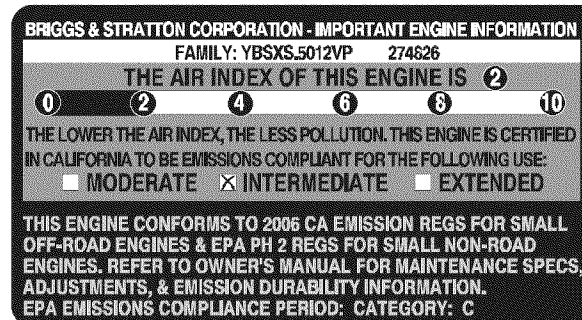 BRIGGS & STRATTON CORPORATION - IMPORTANT ENGINE INFORMATION
FAMILY: YBSXS.5012VP 274826
THE AIR INDEX OF THIS ENGINE IS 2
0 2 4 6 8 10
THE LOWER THE AIR INDEX, THE LESS POLLUTION. THIS ENGINE IS CERTIFIED
IN CALIFORNIA TO BE EMISSIONS COMPLIANT FOR THE FOLLOWING USE:
MODERATE INTERMEDIATE EXTENDED
THIS ENGINE CONFORMS TO 2006 CA EMISSION REGS FOR SMALL
OFF-ROAD ENGINES & EPA PH 2 REGS FOR SMALL NON-ROAD
ENGINES. REFER TO OWNER'S MANUAL FOR MAINTENANCE SPECS,
ADJUSTMENTS, & EMISSION DURABILITY INFORMATION.
EPA EMISSIONS COMPLIANCE PERIOD: CATEGORY: C